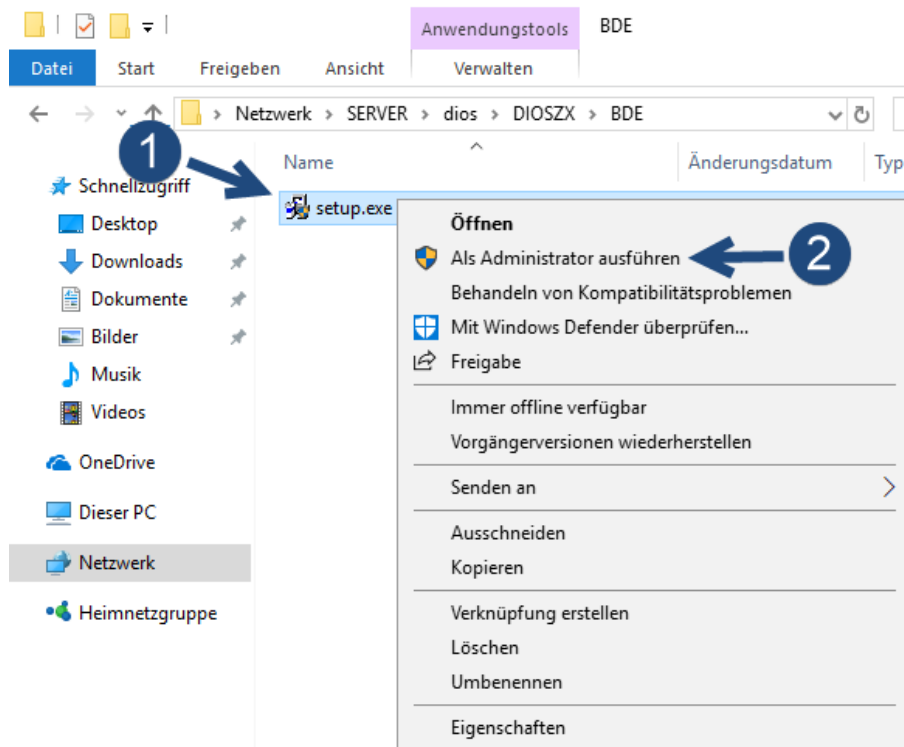 Anwendungstools BDE
Datei Start Freigeben Ansicht Verwalten
Netzwerk > SERVER > dios > DIOSZX > BDE
1
Name Änderungsdatum Typ
Schnellzugriff
setup.exe
Desktop
Downloads
Dokumente
Bilder
Musik
Videos
OneDrive
Dieser PC
Netzwerk
Heimnetzgruppe
Öffnen
Als Administrator ausführen
2
Behandeln von Kompatibilitätsproblemen
Mit Windows Defender überprüfen...
Freigabe
Immer offline verfügbar
Vorgängerversionen wiederherstellen
Senden an
Ausschneiden
Kopieren
Verknüpfung erstellen
Löschen
Umbenennen
Eigenschaften